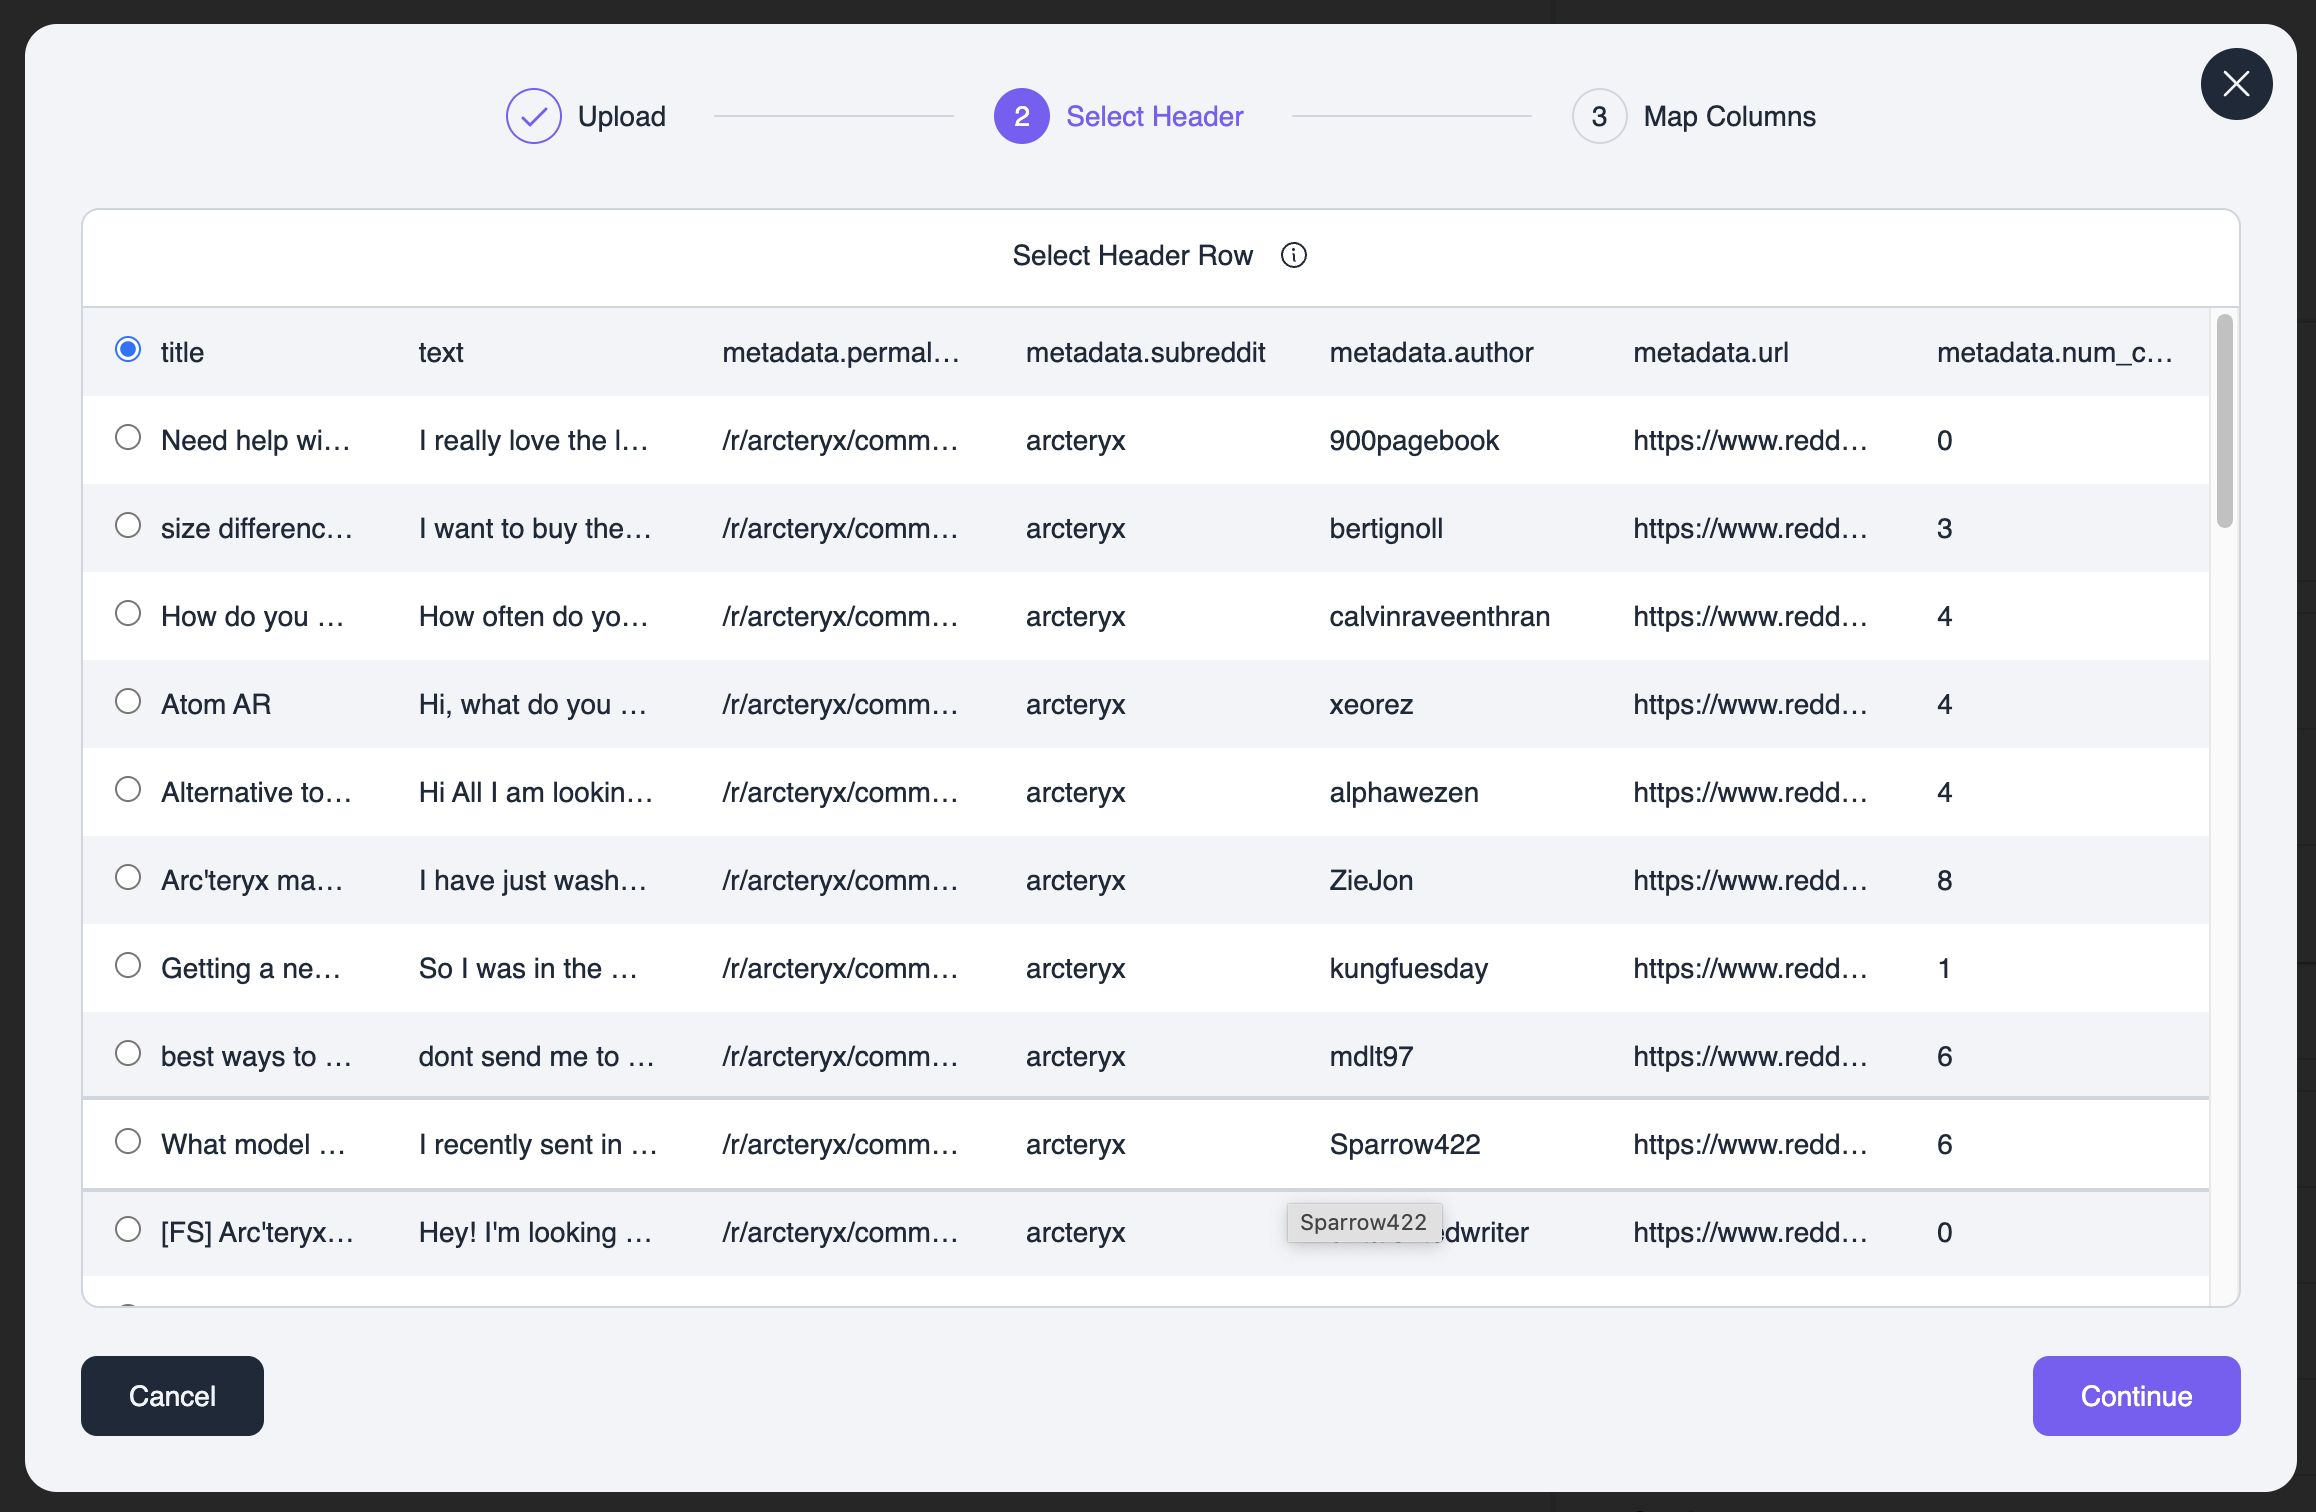 Upload 2 Select Header 3 Map Columns
Select Header Row
title text metadata.permal... metadata.subreddit metadata.author metadata.url metadata.num_c...
Need help wi... I really love the l... /r/arcteryx/comm... arcteryx 900pagebook https://www.redd... 0
size differenc... I want to buy the... /r/arcteryx/comm... arcteryx bertignoll https://www.redd... 3
How do you ... How often do yo... /r/arcteryx/comm... arcteryx calvinraveenthran https://www.redd... 4
Atom AR Hi, what do you ... /r/arcteryx/comm... arcteryx xeorez https://www.redd... 4
Alternative to... Hi All I am lookin... /r/arcteryx/comm... arcteryx alphawezen https://www.redd... 4
Arc'teryx ma... I have just wash... /r/arcteryx/comm... arcteryx ZieJon https://www.redd... 8
Getting a ne... So I was in the ... /r/arcteryx/comm... arcteryx kungfuesday https://www.redd... 1
best ways to ... dont send me to ... /r/arcteryx/comm... arcteryx mdlt97 https://www.redd... 6
What model ... I recently sent in ... /r/arcteryx/comm... arcteryx Sparrow422 https://www.redd... 6
[FS] Arc'teryx... Hey! I'm looking ... /r/arcteryx/comm... arcteryx https://www.redd... 0
Sparrow422
Cancel Continue